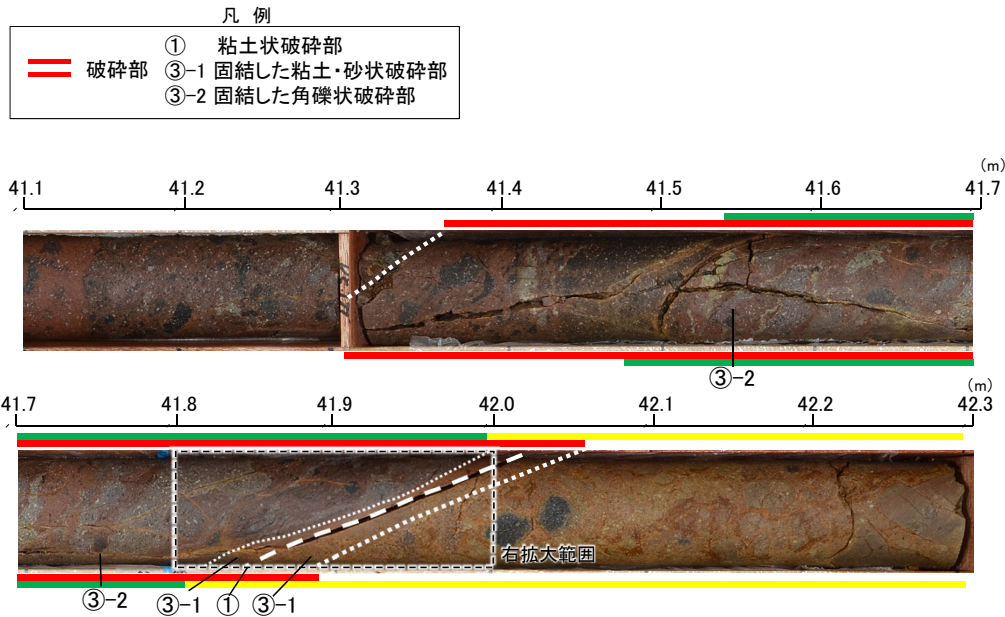 凡 例
破砕部
① 粘土状破砕部
③-1 固結した粘土・砂状破砕部
③-2 固結した角礫状破砕部
(m)
41.1 41.2 41.3 41.4 41.5 41.6 41.7
③-2
(m)
41.7 41.8 41.9 42.0 42.1 42.2 42.3
右拡大範囲
③-2 ③-1 ① ③-1